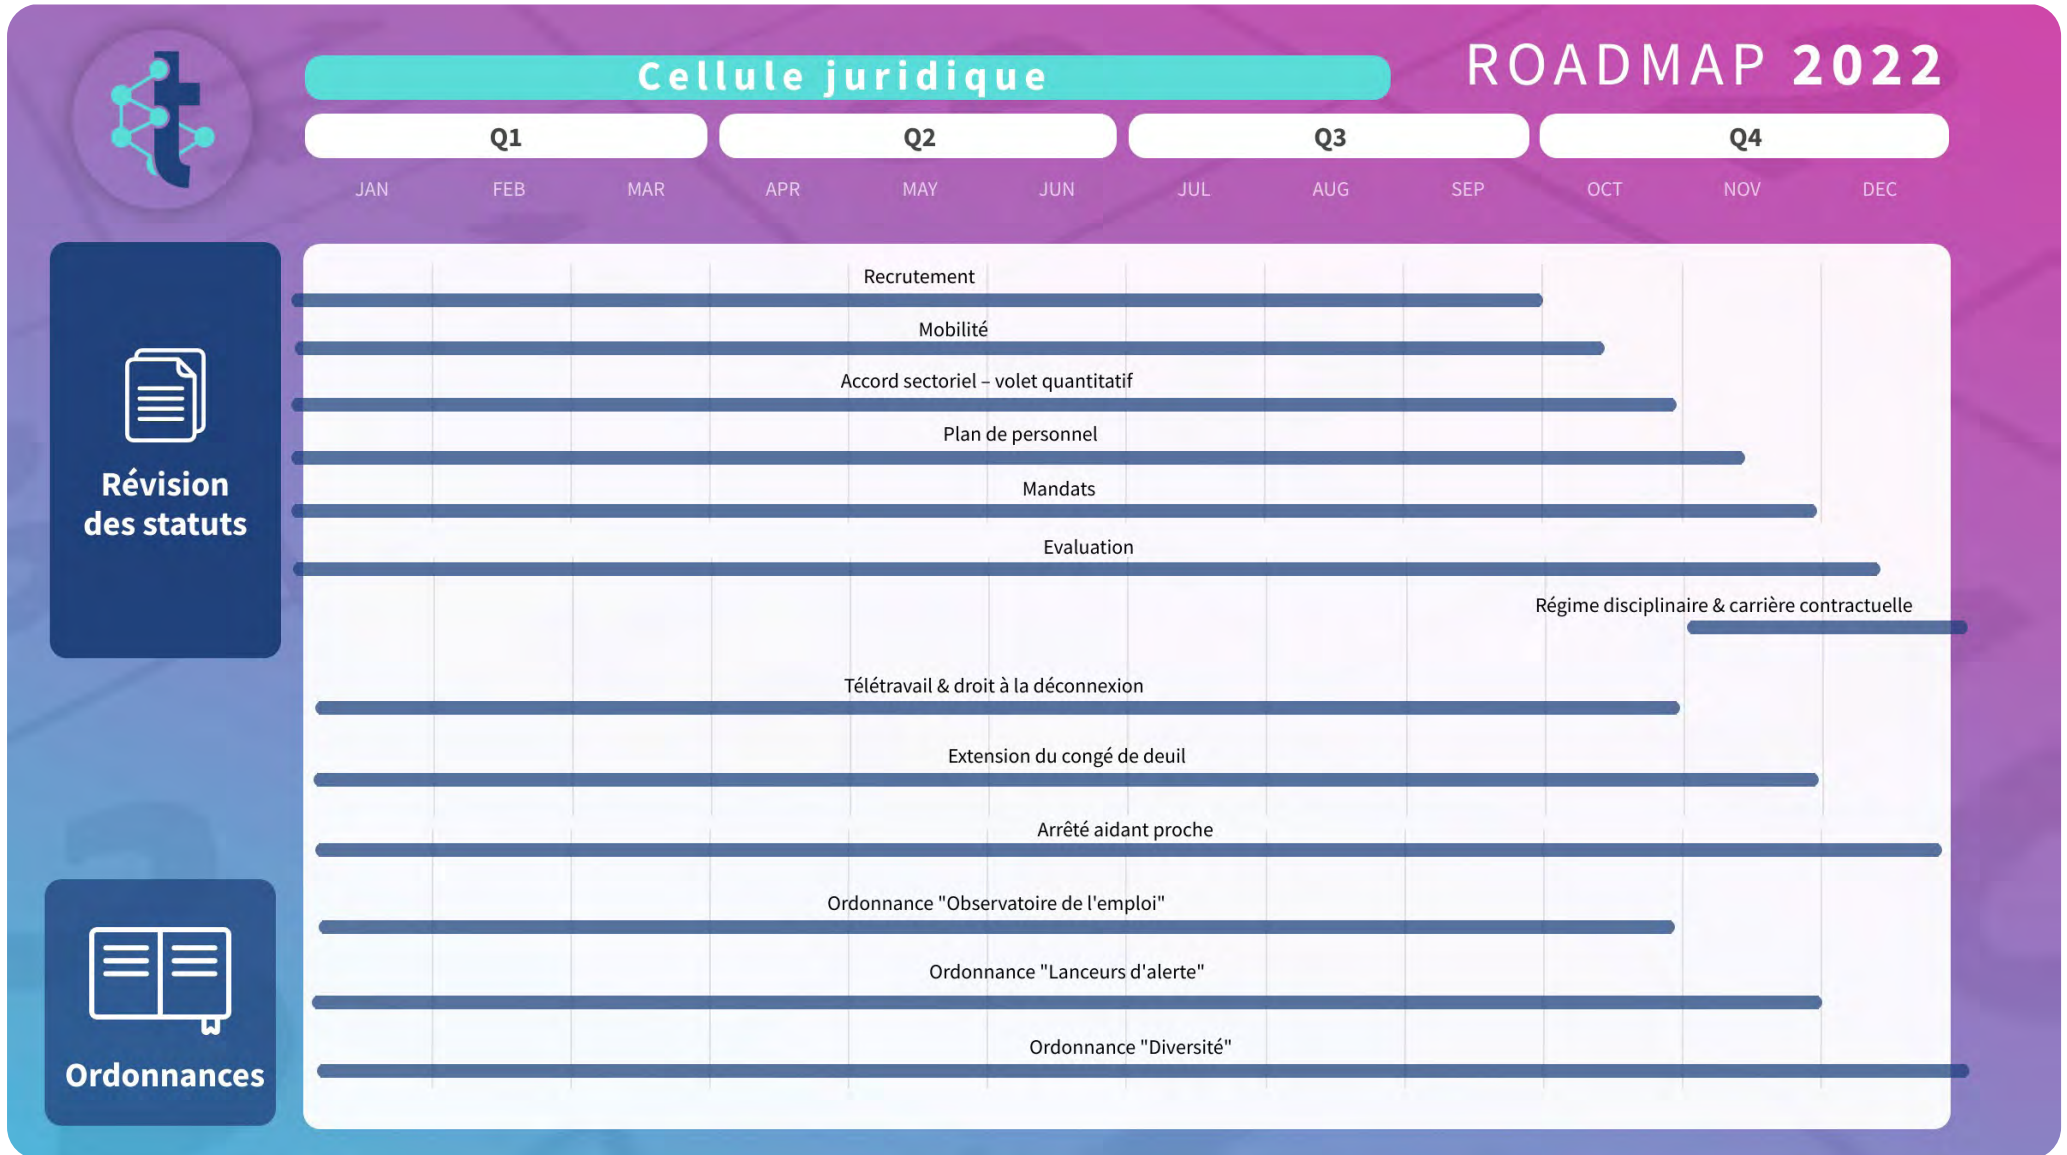 Cellule juridique
ROADMAP 2022
Q1 Q2 Q3 Q4
JAN FEB MAR APR MAY JUN JUL AUG SEP OCT NOV DEC
Révision
des statuts
Recrutement
Mobilité
Accord sectoriel – volet quantitatif
Plan de personnel
Mandats
Evaluation
Régime disciplinaire & carrière contractuelle
Télétravail & droit à la déconnexion
Extension du congé de deuil
Arrêté aidant proche
Ordonnances
Ordonnance "Observatoire de l'emploi"
Ordonnance "Lanceurs d'alerte"
Ordonnance "Diversité"